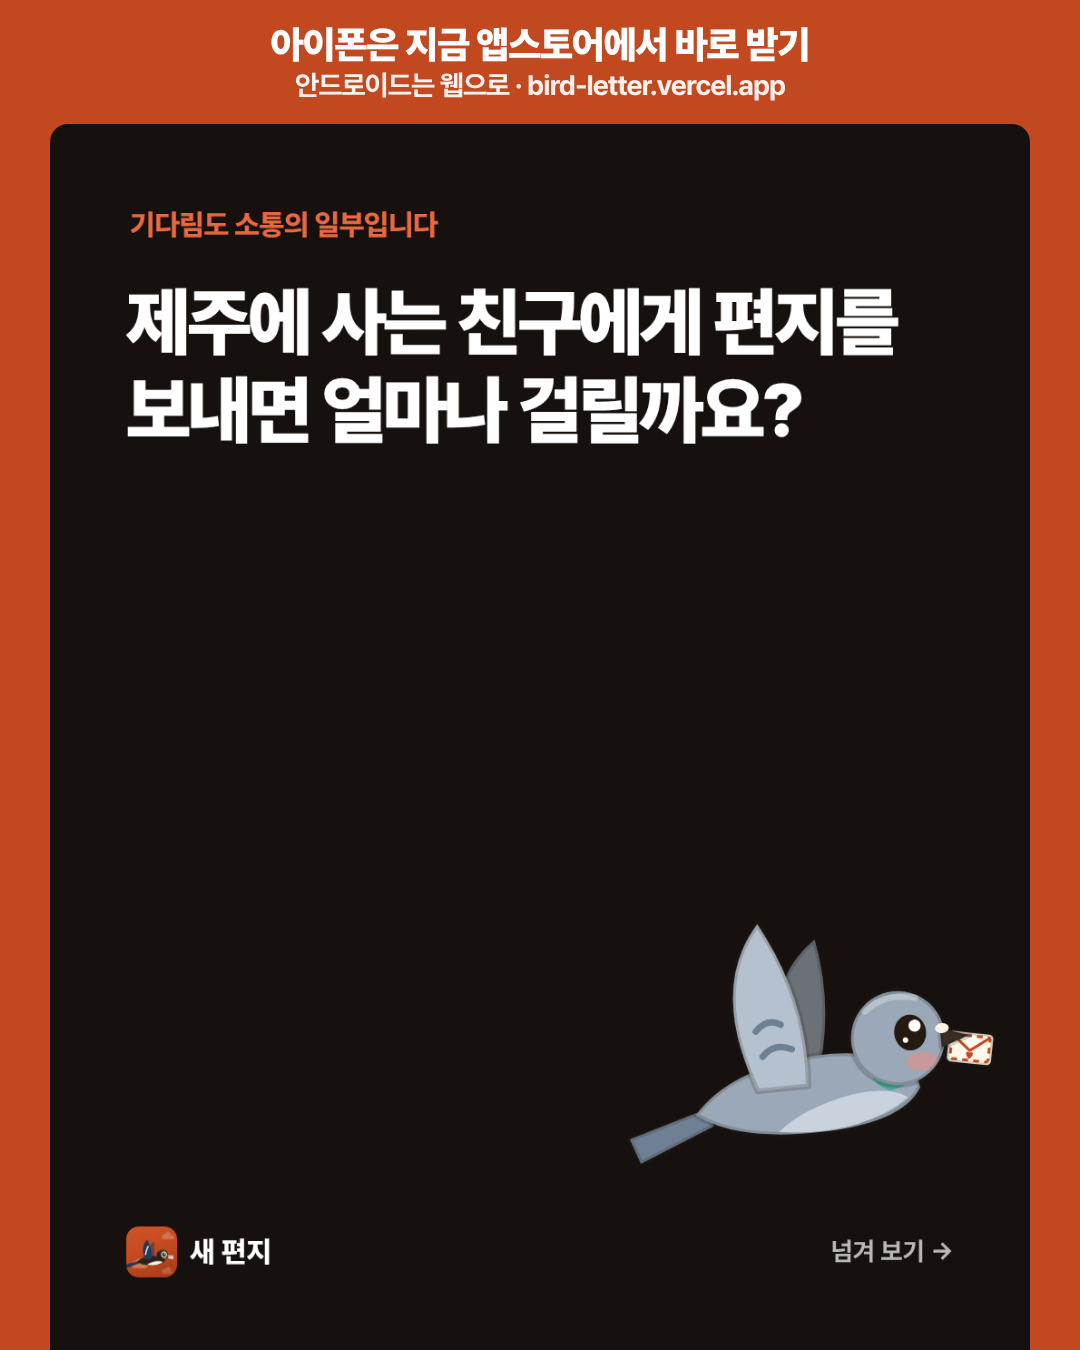 아이폰은 지금 앱스토어에서 바로 받기
안드로이드는 웹으로 · bird-letter.vercel.app
기다림도 소통의 일부입니다
제주에 사는 친구에게 편지를
보내면 얼마나 걸릴까요?
새 편지
넘겨 보기 →